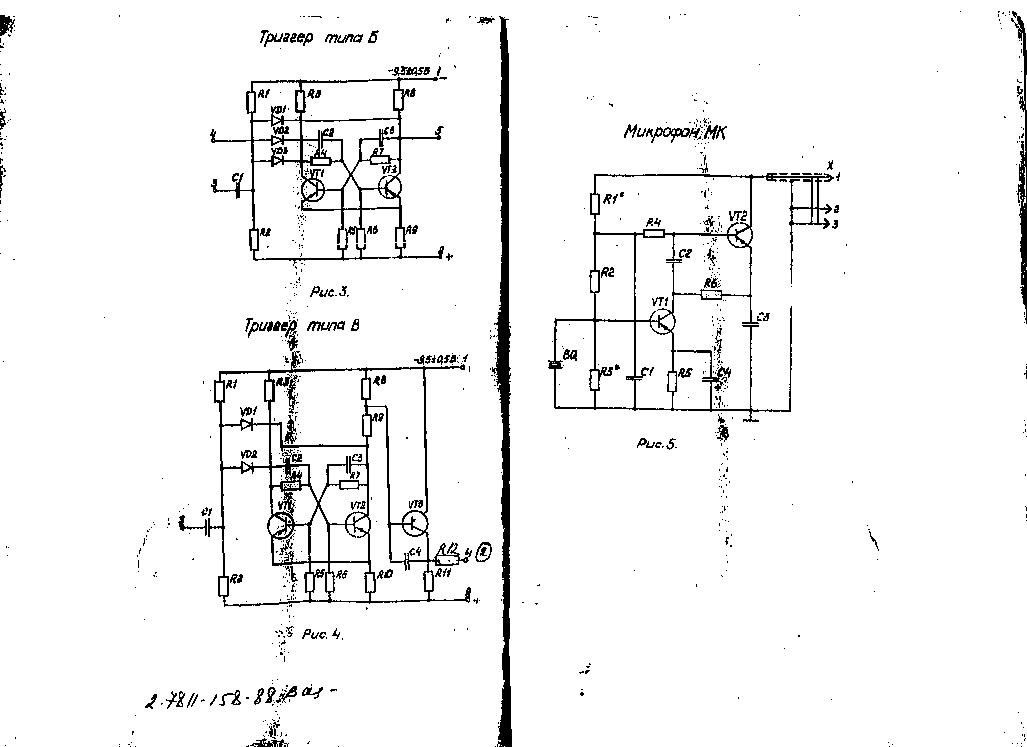 Триггер типа Б
-9,5±0,5В 1
R1
R3
R8
VD1
4
VD2
C2
C3
5
VD3
R4
R7
VT1
VT2
C1
R2
R5
R6
R9
+
Рис.3.
Триггер типа В
-9,5±0,5В 1
R1
R3
R8
VD1
R9
VD2
C2
C3
R4
R7
C1
VT1
VT2
VT3
C4
R12
4 (2)
R2
R5
R6
R10
R11
+
Рис. 4.
2-7811-158-88
Микрофон МК
X
1
R1*
2
R4
VT2
3
C2
R2
R6
VT1
C3
BQ
R3*
C1
R5
C4
+
Рис.5.